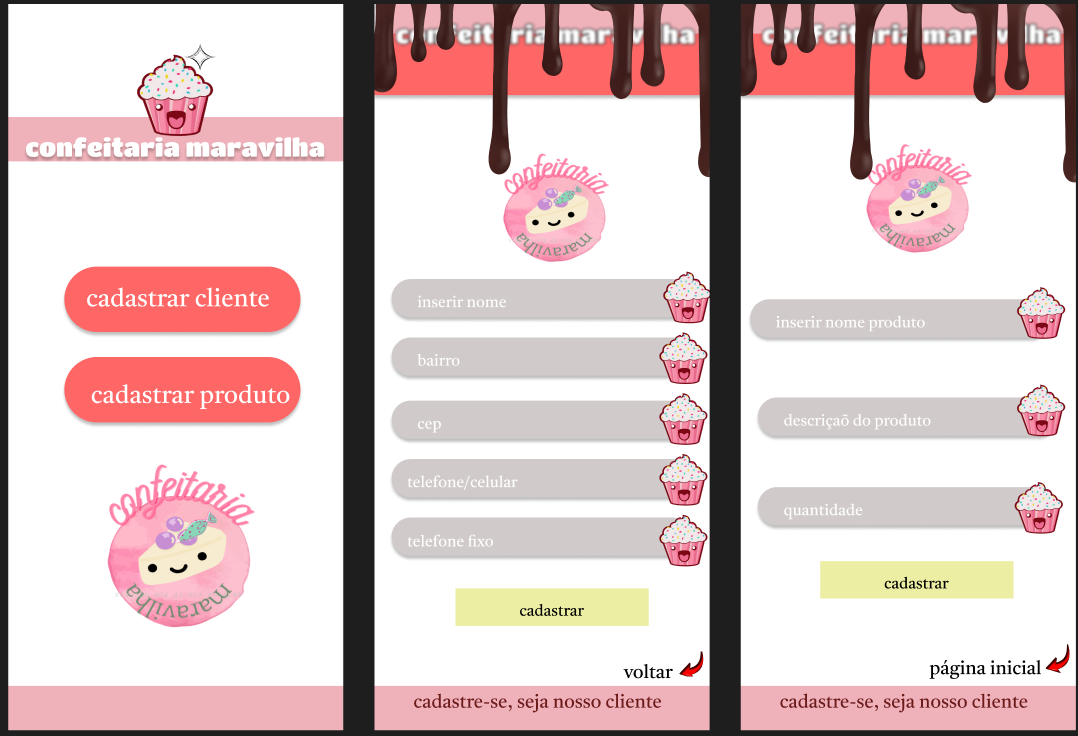 confeitaria maravilha
cadastrar cliente
cadastrar produto
confeitaria
maravilha
confeitaria maravilha
confeitaria
maravilha
inserir nome
bairro
cep
telefone/celular
telefone fixo
cadastrar
voltar
cadastre-se, seja nosso cliente
confeitaria maravilha
confeitaria
maravilha
inserir nome produto
descriçaõ do produto
quantidade
cadastrar
página inicial
cadastre-se, seja nosso cliente